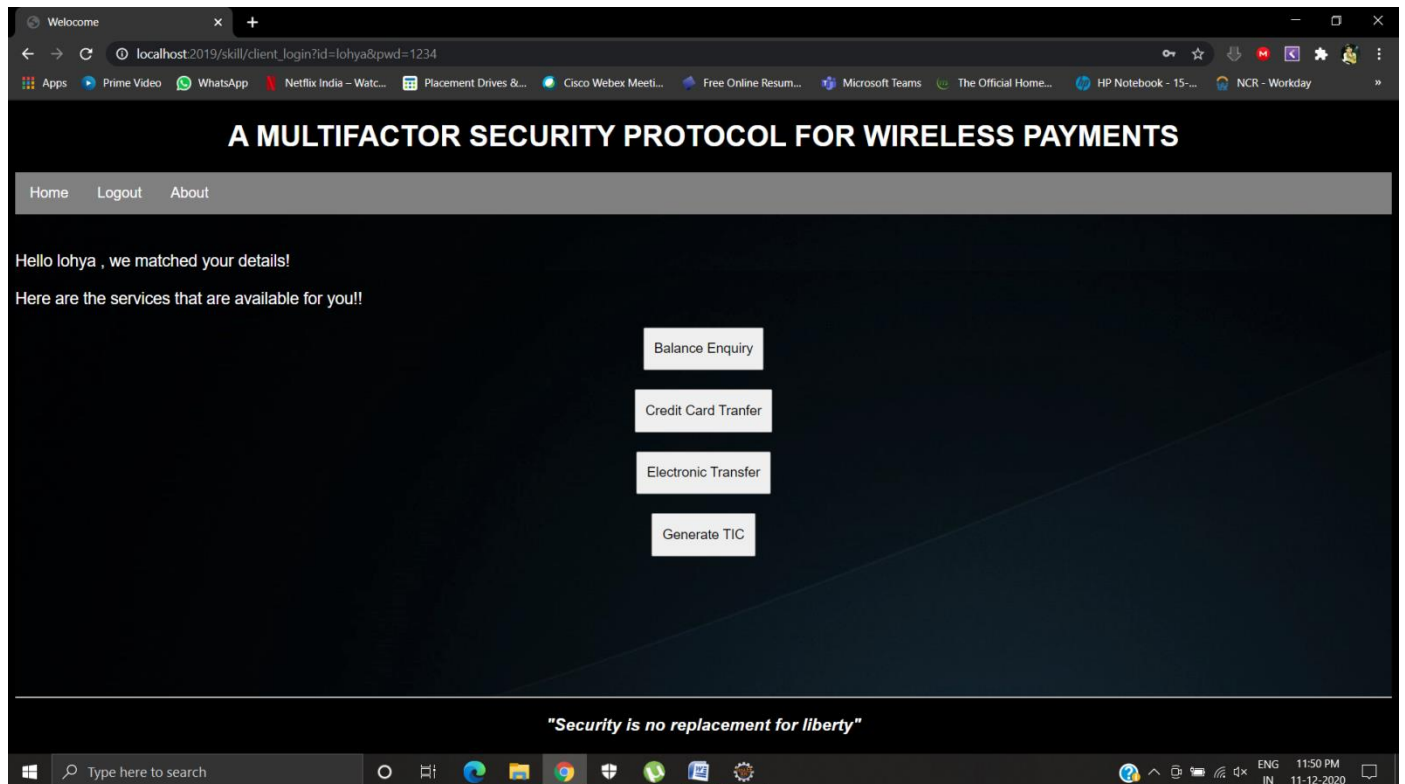 Welocome
localhost:2019/skill/client_login?id=lohya&pwd=1234
Apps Prime Video WhatsApp Netflix India – Watc... Placement Drives &... Cisco Webex Meeti... Free Online Resum... Microsoft Teams The Official Home... HP Notebook - 15-... NCR - Workday »
A MULTIFACTOR SECURITY PROTOCOL FOR WIRELESS PAYMENTS
Home Logout About
Hello lohya , we matched your details!
Here are the services that are available for you!!
Balance Enquiry
Credit Card Tranfer
Electronic Transfer
Generate TIC
"Security is no replacement for liberty"
Type here to search
ENG 11:50 PM
IN 11-12-2020